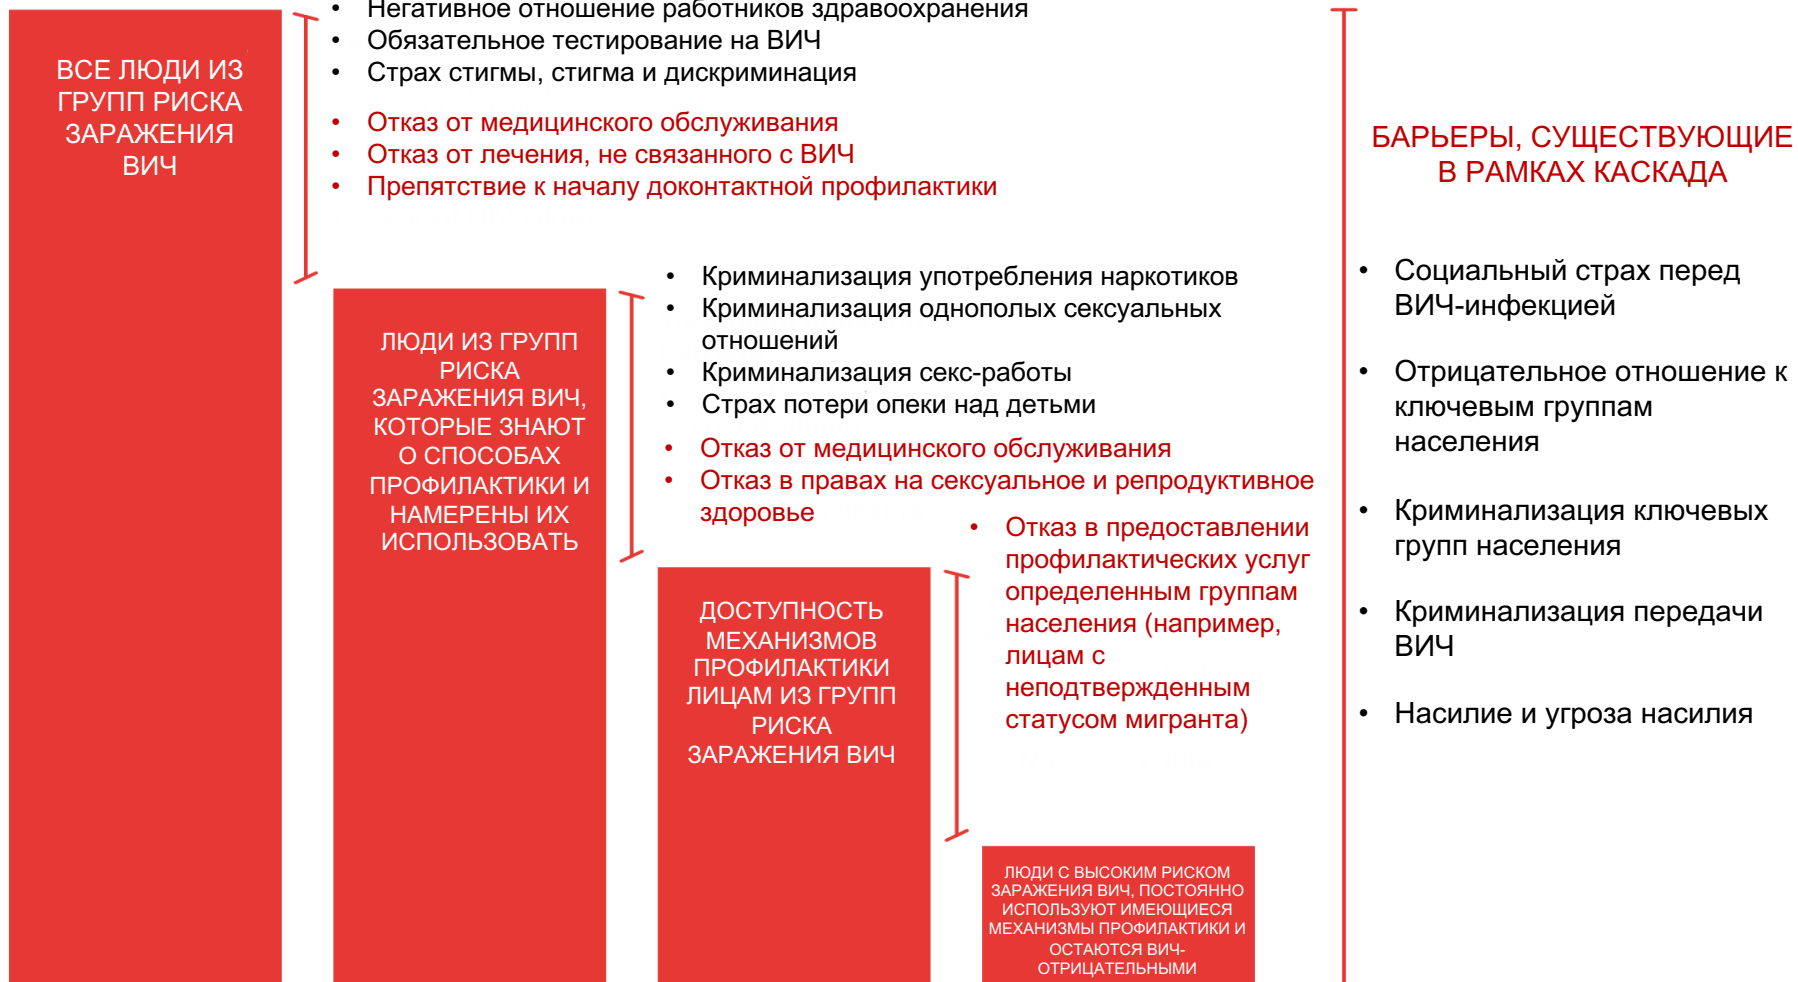 ВСЕ ЛЮДИ ИЗ
ГРУПП РИСКА
ЗАРАЖЕНИЯ
ВИЧ
• Негативное отношение работников здравоохранения
• Обязательное тестирование на ВИЧ
• Страх стигмы, стигма и дискриминация
• Отказ от медицинского обслуживания
• Отказ от лечения, не связанного с ВИЧ
• Препятствие к началу доконтактной профилактики
ЛЮДИ ИЗ ГРУПП
РИСКА
ЗАРАЖЕНИЯ ВИЧ,
КОТОРЫЕ ЗНАЮТ
О СПОСОБАХ
ПРОФИЛАКТИКИ И
НАМЕРЕНЫ ИХ
ИСПОЛЬЗОВАТЬ
• Криминализация употребления наркотиков
• Криминализация однополых сексуальных
отношений
• Криминализация секс-работы
• Страх потери опеки над детьми
• Отказ от медицинского обслуживания
• Отказ в правах на сексуальное и репродуктивное
здоровье
ДОСТУПНОСТЬ
МЕХАНИЗМОВ
ПРОФИЛАКТИКИ
ЛИЦАМ ИЗ ГРУПП
РИСКА
ЗАРАЖЕНИЯ ВИЧ
• Отказ в предоставлении
профилактических услуг
определенным группам
населения (например,
лицам с
неподтвержденным
статусом мигранта)
ЛЮДИ С ВЫСОКИМ РИСКОМ
ЗАРАЖЕНИЯ ВИЧ, ПОСТОЯННО
ИСПОЛЬЗУЮТ ИМЕЮЩИЕСЯ
МЕХАНИЗМЫ ПРОФИЛАКТИКИ И
ОСТАЮТСЯ ВИЧ-
ОТРИЦАТЕЛЬНЫМИ
БАРЬЕРЫ, СУЩЕСТВУЮЩИЕ
В РАМКАХ КАСКАДА
• Социальный страх перед
ВИЧ-инфекцией
• Отрицательное отношение к
ключевым группам
населения
• Криминализация ключевых
групп населения
• Криминализация передачи
ВИЧ
• Насилие и угроза насилия